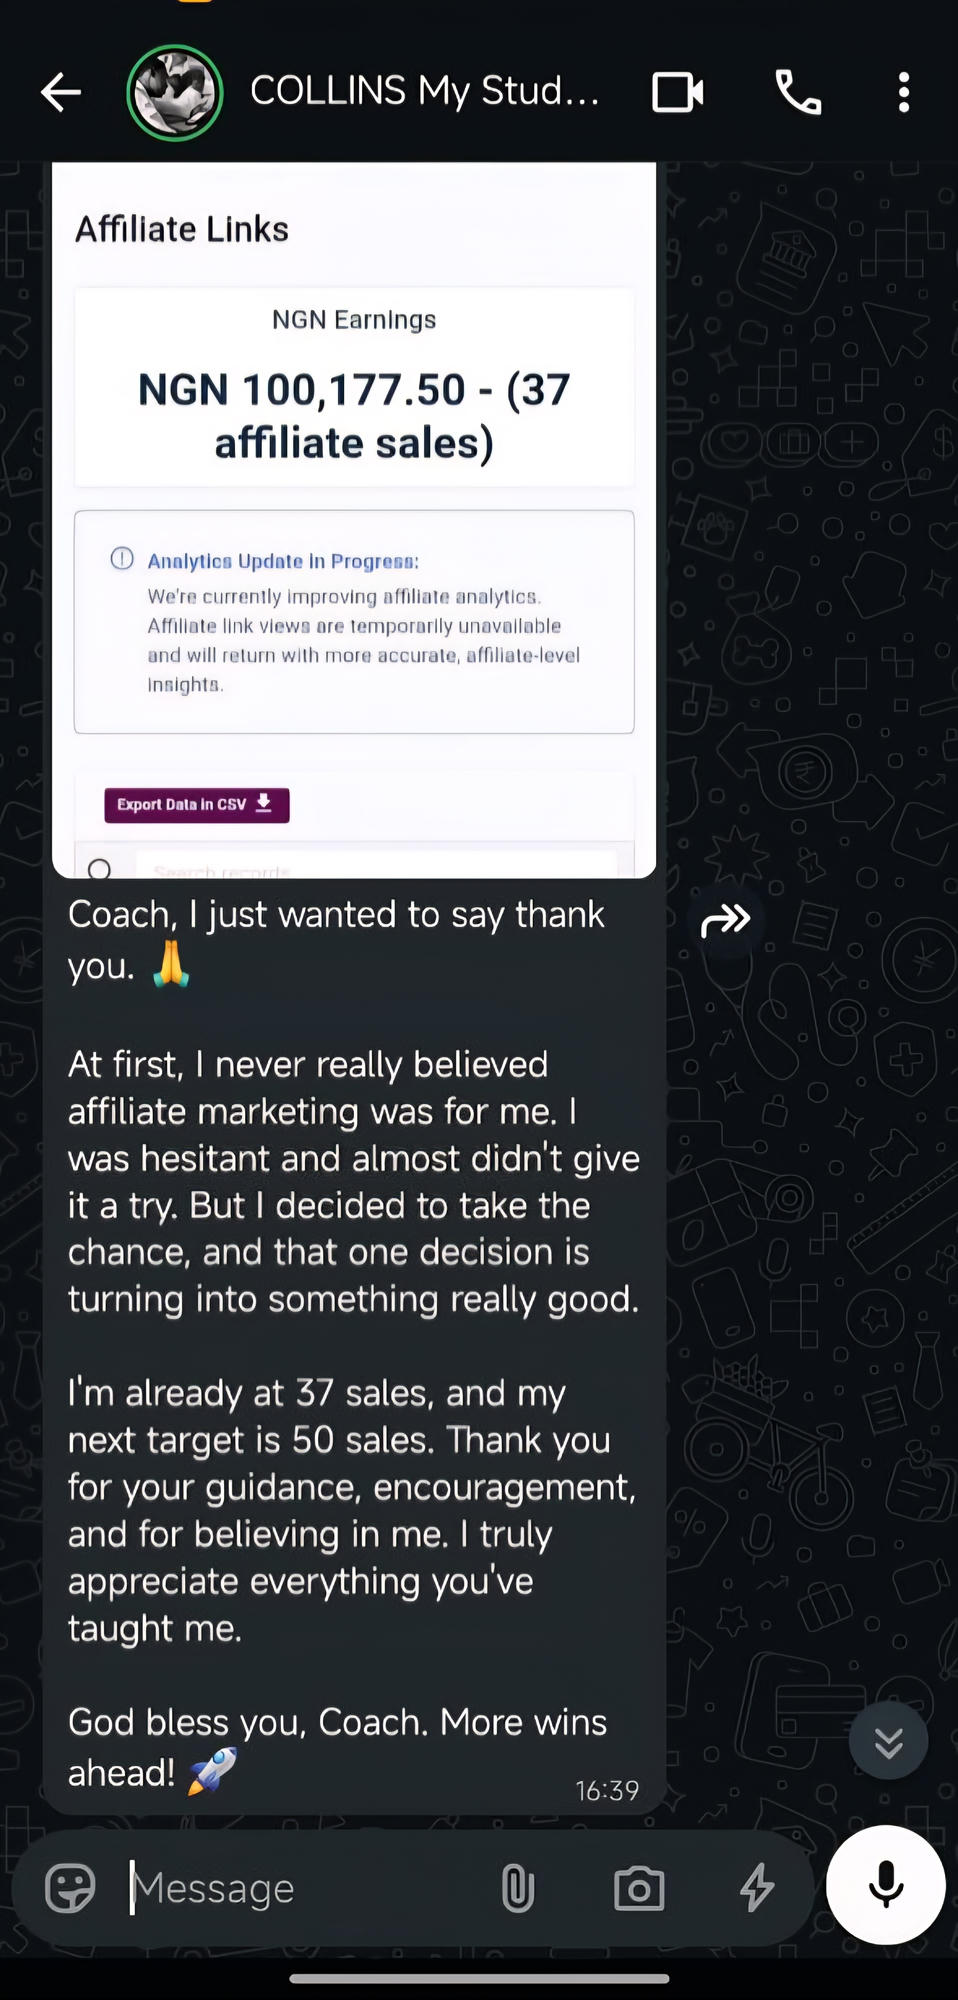 COLLINS My Stud...
Affiliate Links
NGN Earnings
NGN 100,177.50 - (37
affiliate sales)
Analytics Update in Progress:
We're currently improving affiliate analytics.
Affiliate link views are temporarily unavailable
and will return with more accurate, affiliate-level
insights.
Export Data in CSV
Search records
Coach, I just wanted to say thank
you. 🙏
At first, I never really believed
affiliate marketing was for me. I
was hesitant and almost didn't give
it a try. But I decided to take the
chance, and that one decision is
turning into something really good.
I'm already at 37 sales, and my
next target is 50 sales. Thank you
for your guidance, encouragement,
and for believing in me. I truly
appreciate everything you've
taught me.
God bless you, Coach. More wins
ahead! 🚀
16:39
Message